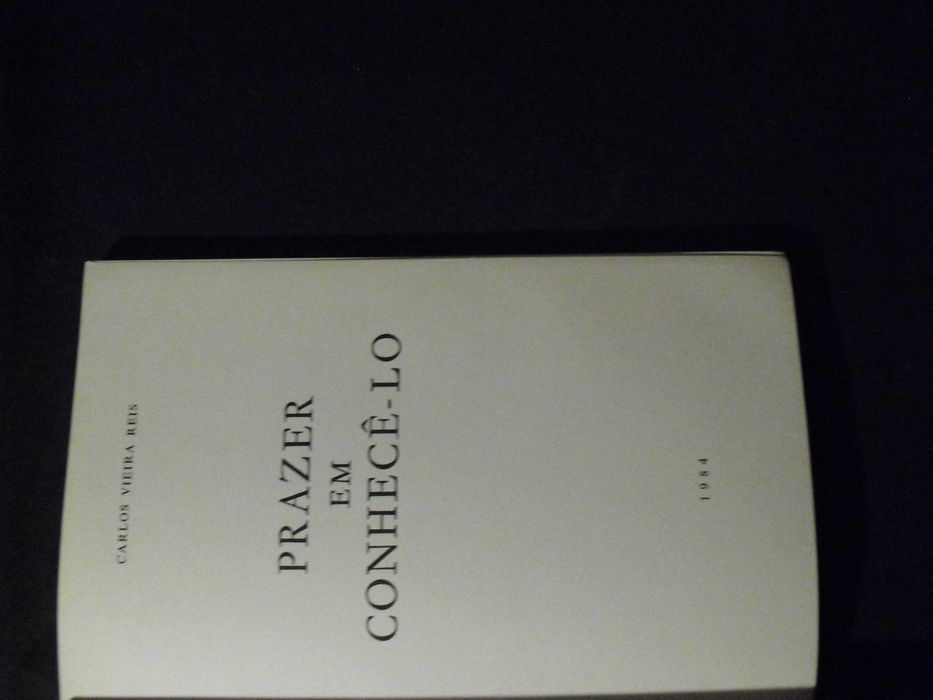 CARLOS VIEIRA REIS
PRAZER
EM
CONHECÊ-LO
1984